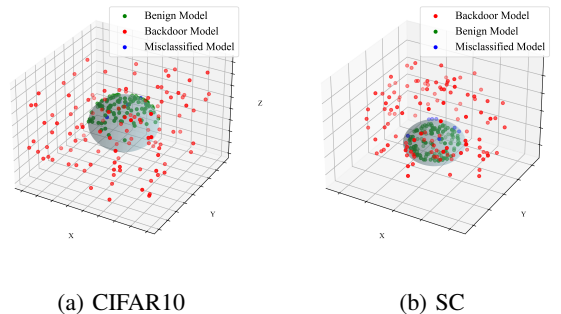 Benign Model
Backdoor Model
Misclassified Model
Z
Y
X
Backdoor Model
Benign Model
Misclassified Model
Y
X
(a) CIFAR10
(b) SC